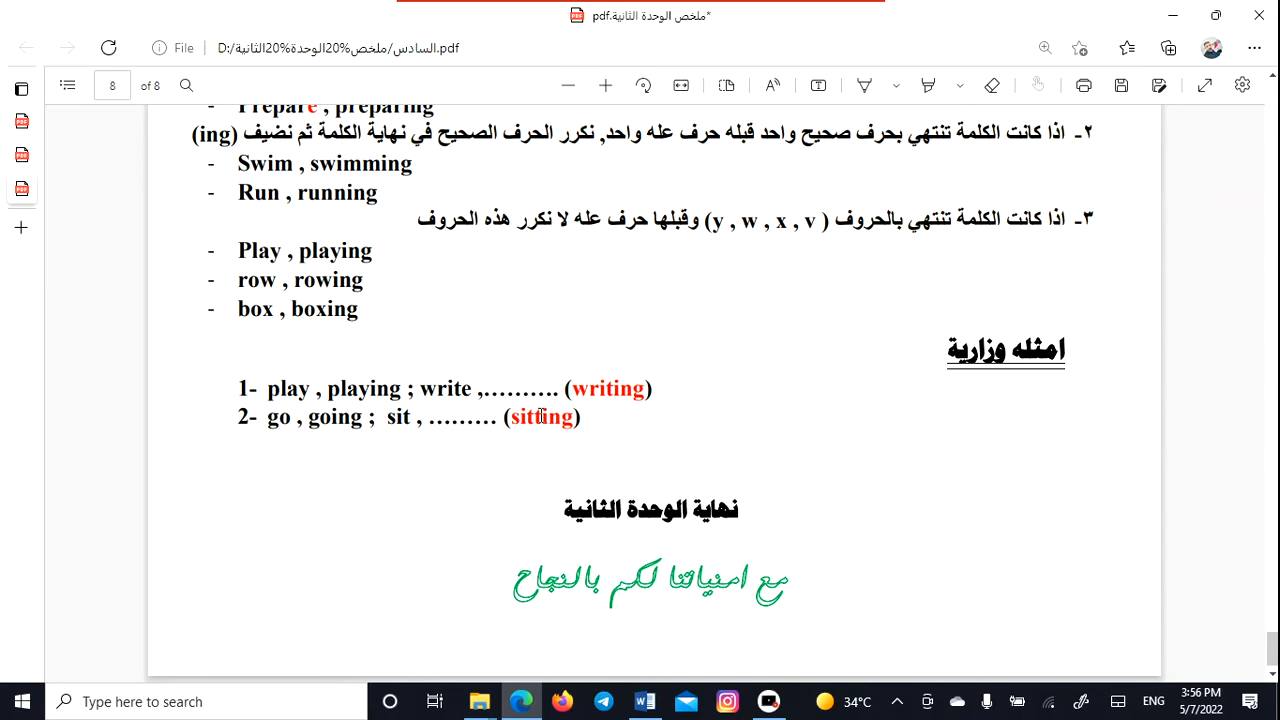 ملخص الوحدة الثانية.pdf*
File
D:/السادس/ملخص%20الوحدة%20الثانية.pdf
8 of 8
- Prepare , preparing
٢- اذا كانت الكلمة تنتهي بحرف صحيح واحد قبله حرف عله واحد, نكرر الحرف الصحيح في نهاية الكلمة ثم نضيف (ing)
- Swim , swimming
- Run , running
٣- اذا كانت الكلمة تنتهي بالحروف ( y , w , x , v) وقبلها حرف عله لا نكرر هذه الحروف
- Play , playing
- row , rowing
- box , boxing
امثله وزارية
1- play , playing ; write ,………. (writing)
2- go , going ; sit , ……… (sitting)
نهاية الوحدة الثانية
مع امنياتنا لكم بالنجاح
Type here to search
34°C
ENG
3:56 PM
5/7/2022